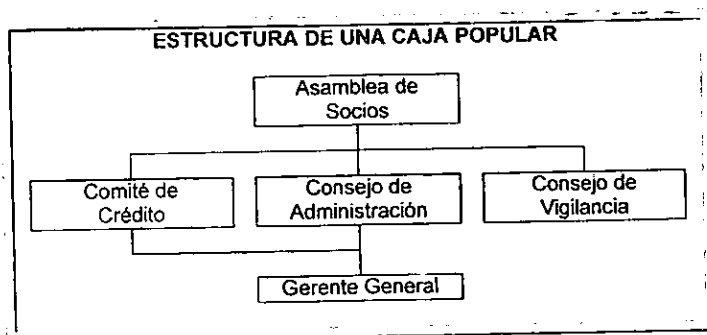 ESTRUCTURA DE UNA CAJA POPULAR
Asamblea de
Socios
Comité de
Crédito
Consejo de
Administración
Consejo de
Vigilancia
Gerente General